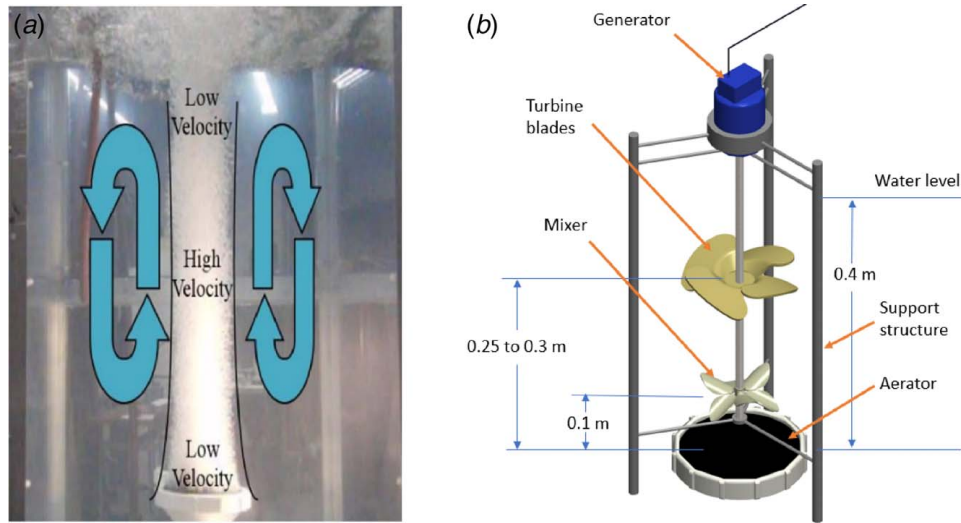 (a)
Low
Velocity
High
Velocity
Low
Velocity
(b)
Generator
Turbine
blades
Water level
Mixer
0.4 m
0.25 to 0.3 m
Support
structure
Aerator
0.1 m